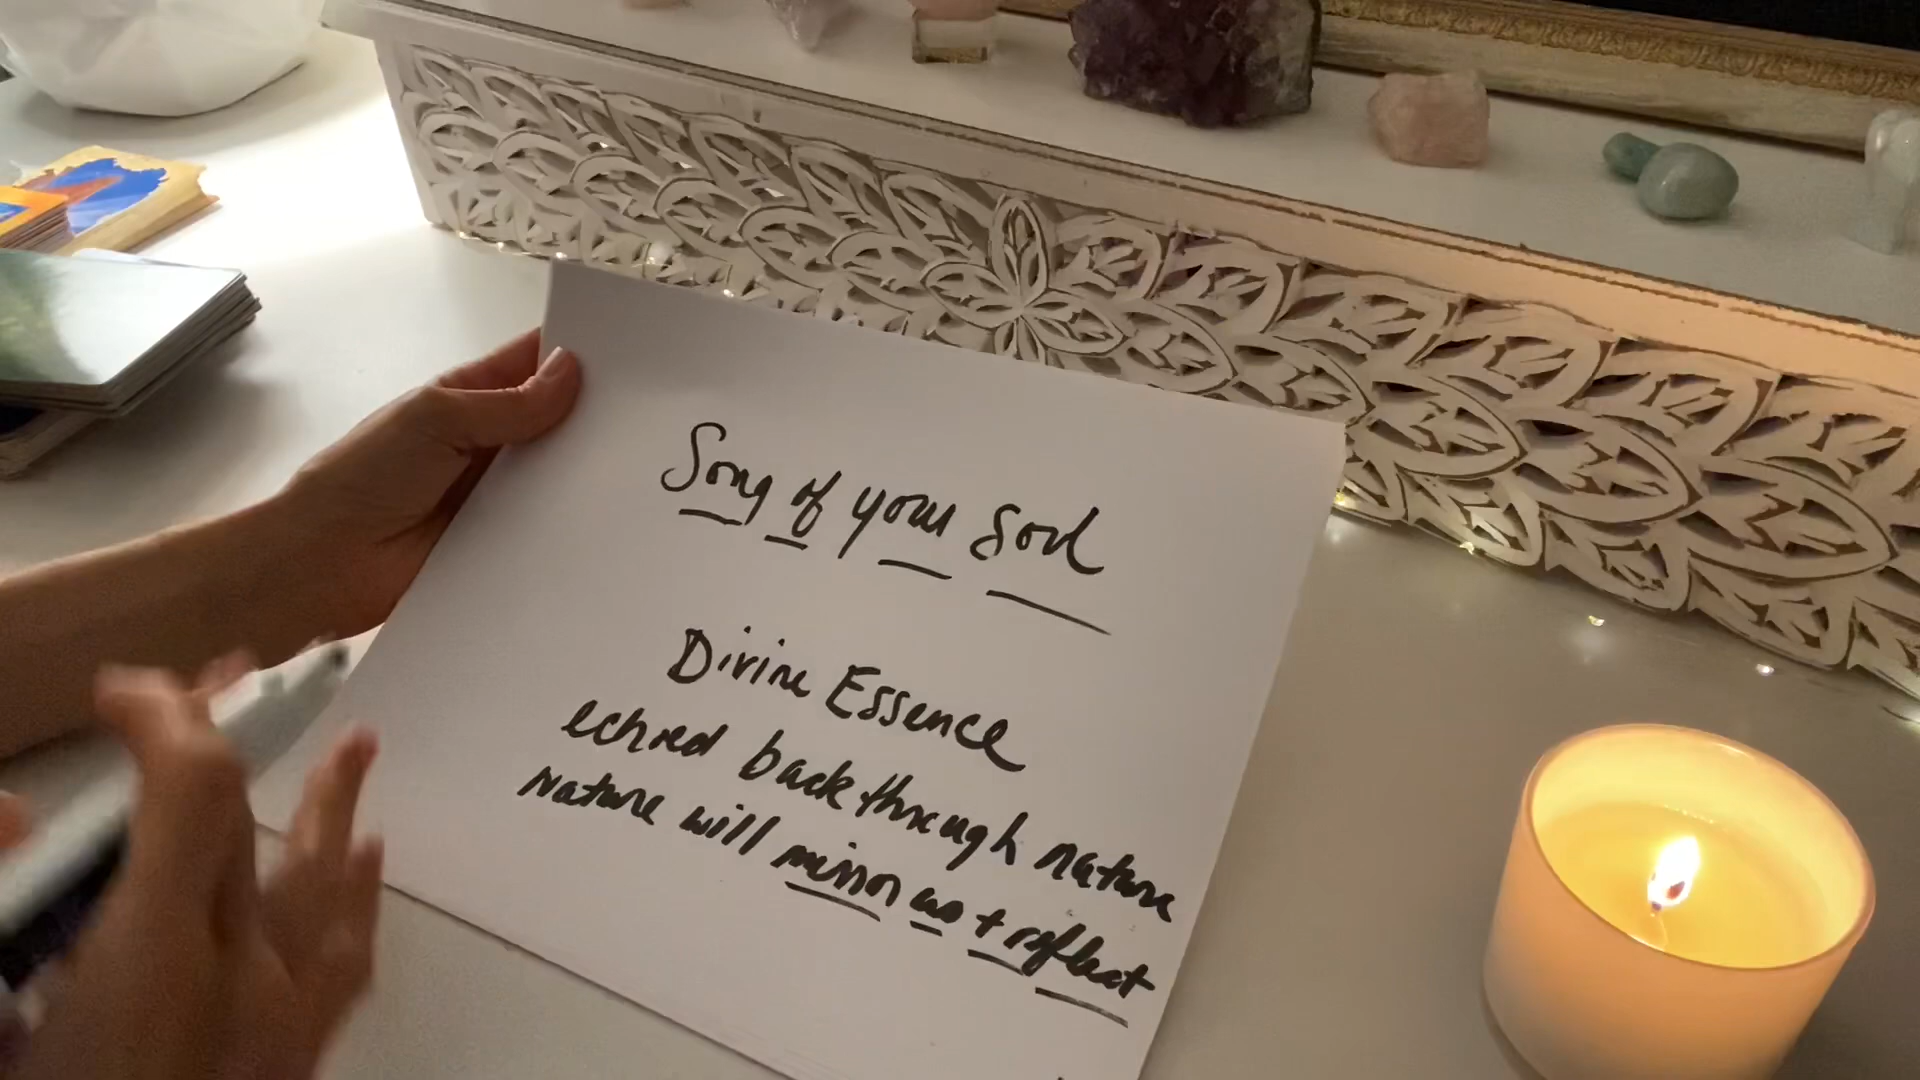 Song of your Soul
Divine Essence
echoed back through nature
Nature will mirror us + reflect